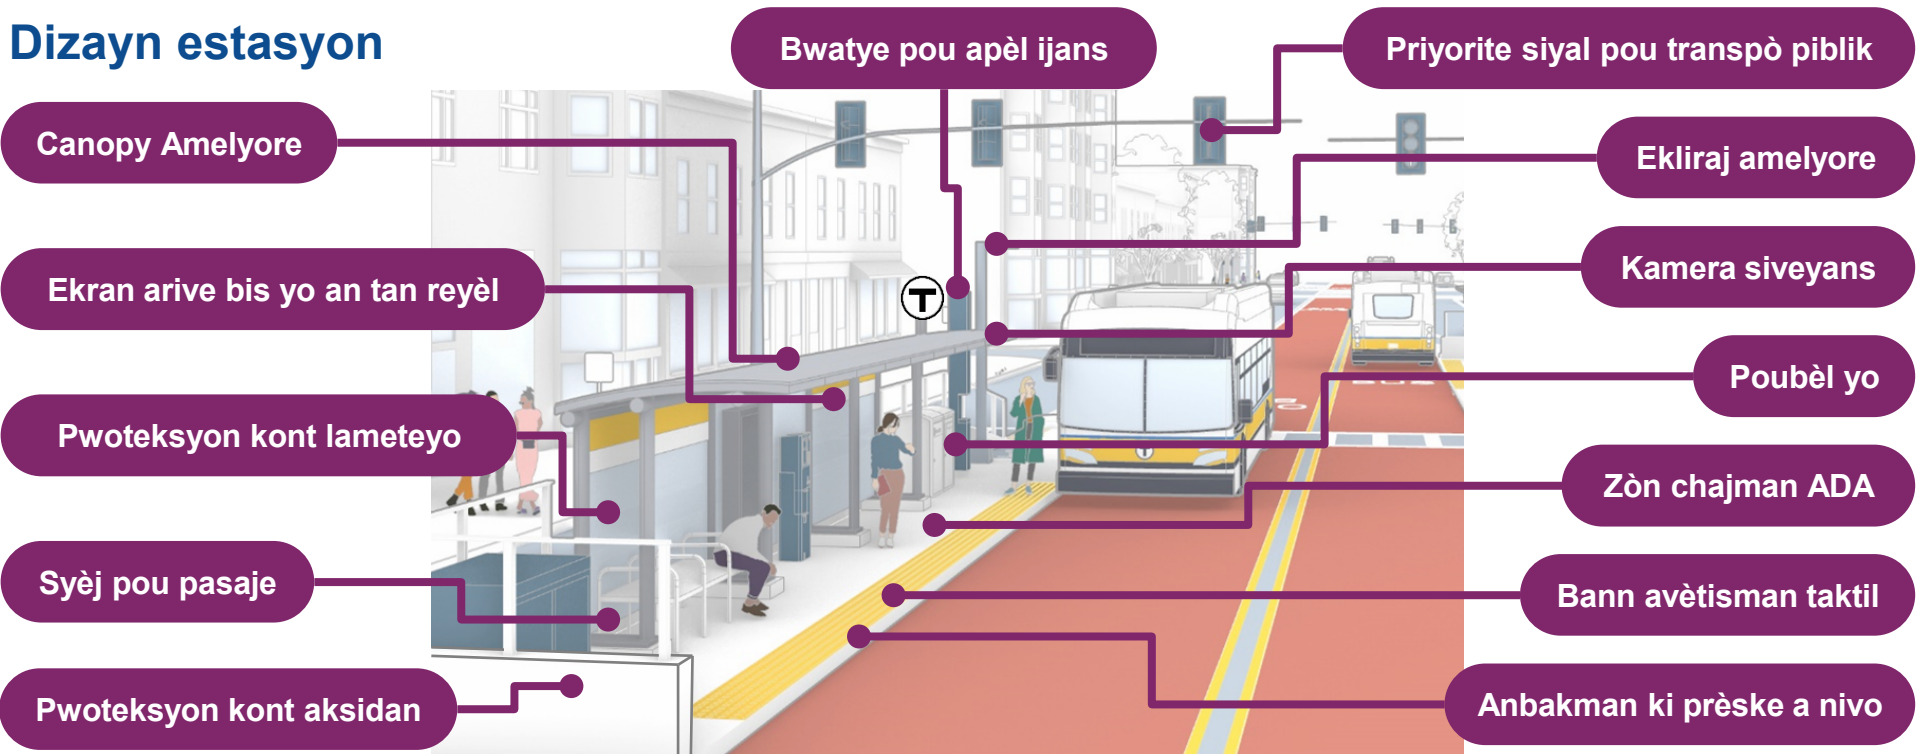 Dizayn estasyon
Bwatye pou apèl ijans
Priyorite siyal pou transpò piblik
Canopy Amelyore
Ekliraj amelyore
Ekran arive bis yo an tan reyèl
Kamera siveyans
T
Poubèl yo
Pwoteksyon kont lameteyo
Zòn chajman ADA
Syèj pou pasaje
Bann avètisman taktil
Pwoteksyon kont aksidan
Anbakman ki prèske a nivo